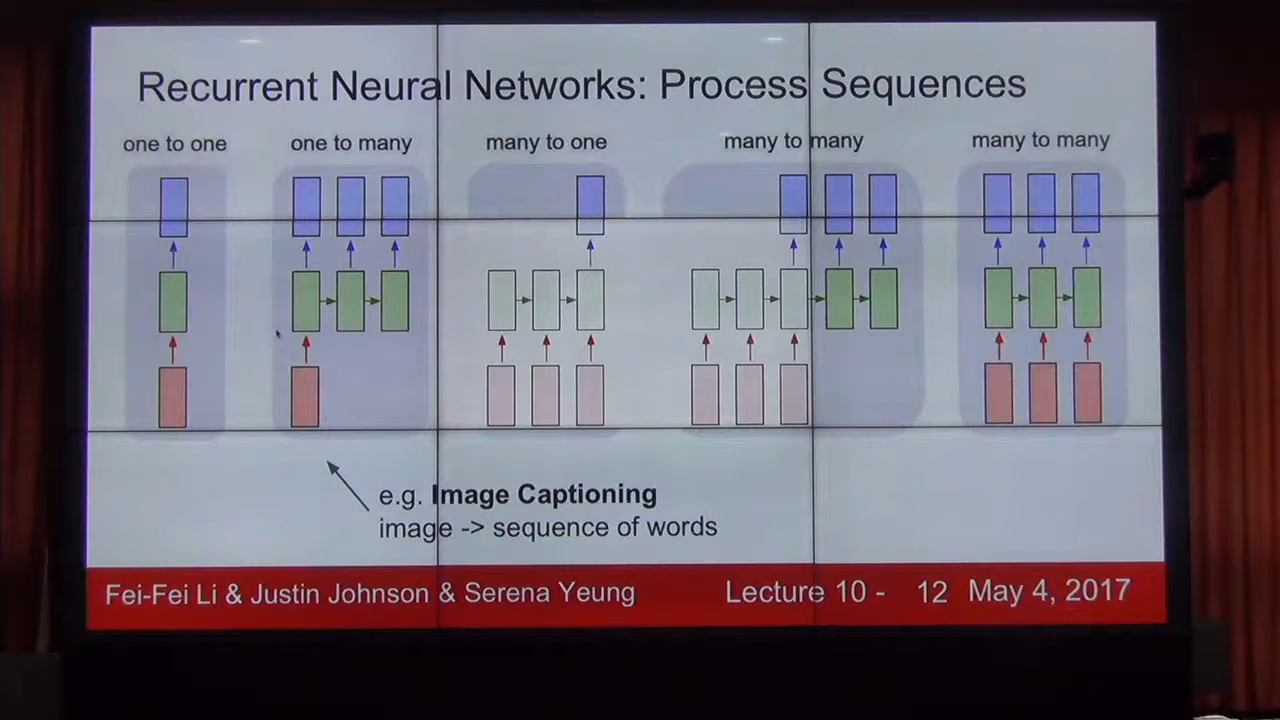 Recurrent Neural Networks: Process Sequences
one to one
one to many
many to one
many to many
many to many
e.g. Image Captioning
image -> sequence of words
Fei-Fei Li & Justin Johnson & Serena Yeung
Lecture 10 - 12 May 4, 2017